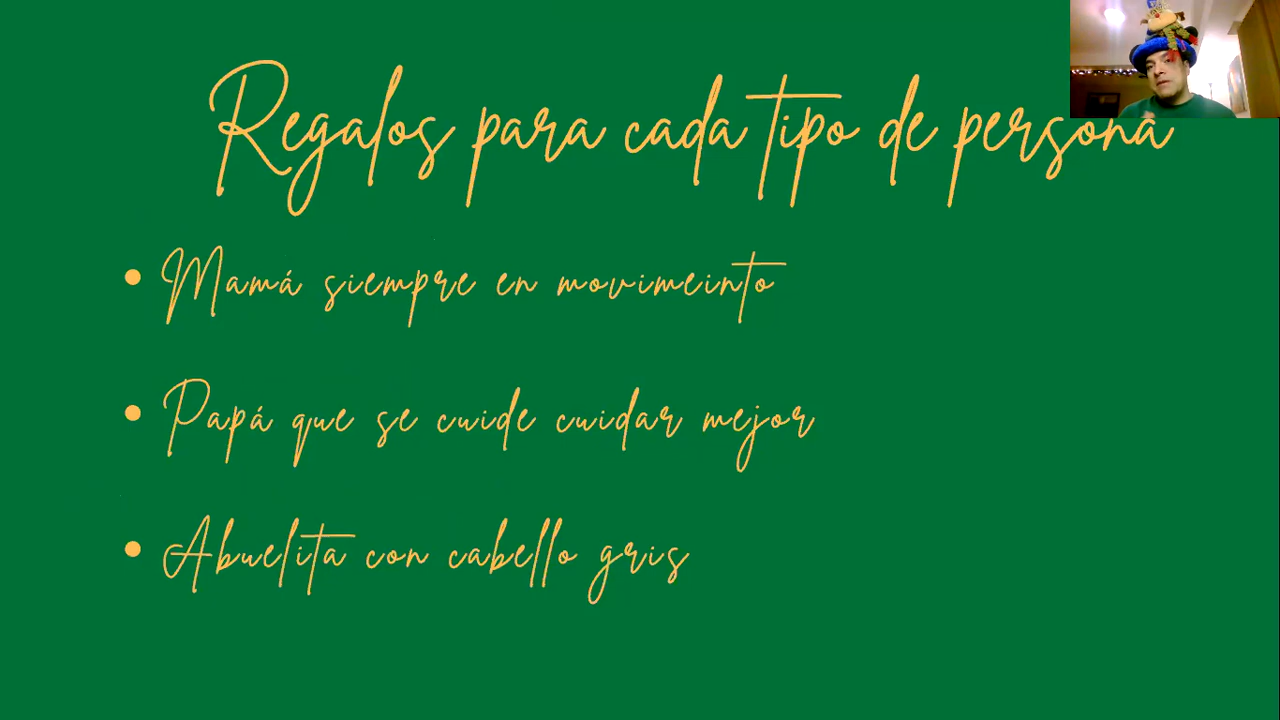 Regalos para cada tipo de persona
• Mamá siempre en movimeinto
• Papá que se cuide cuidar mejor
• Abuelita con cabello gris